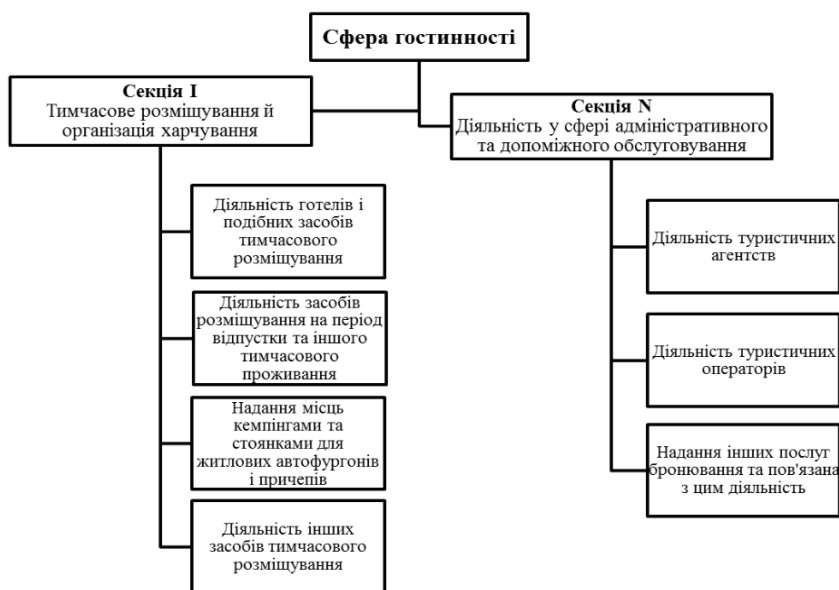 Сфера гостинності
Секція I
Тимчасове розміщування й
організація харчування
Секція N
Діяльність у сфері адміністративного
та допоміжного обслуговування
Діяльність готелів і
подібних засобів
тимчасового
розміщування
Діяльність засобів
розміщування на період
відпустки та іншого
тимчасового
проживання
Надання місць
кемпінгами та
стоянками для
житлових автофургонів
і причепів
Діяльність інших
засобів тимчасового
розміщування
Діяльність туристичних
агентств
Діяльність туристичних
операторів
Надання інших послуг
бронювання та пов'язана
з цим діяльність